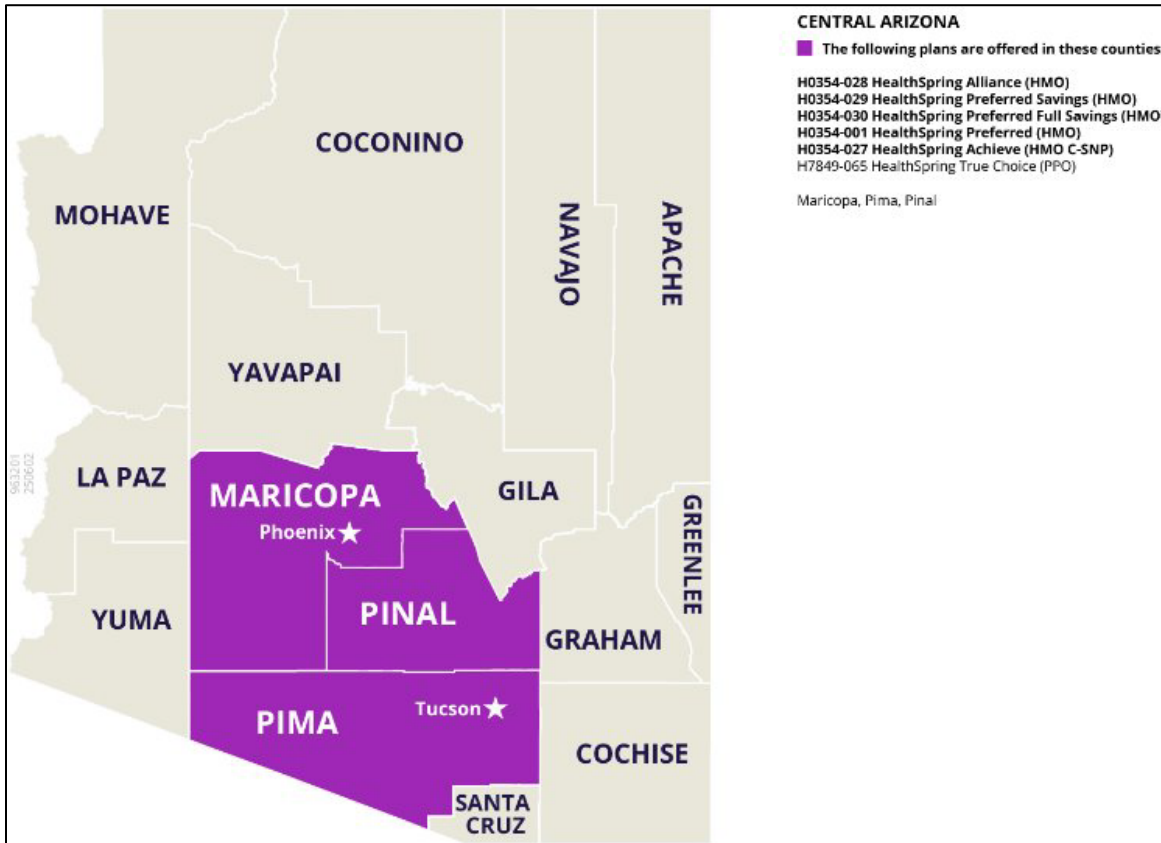 CENTRAL ARIZONA
The following plans are offered in these counties
H0354-028 HealthSpring Alliance (HMO)
H0354-029 HealthSpring Preferred Savings (HMO)
H0354-030 HealthSpring Preferred Full Savings (HMO
H0354-001 HealthSpring Preferred (HMO)
H0354-027 HealthSpring Achieve (HMO C-SNP)
H7849-065 HealthSpring True Choice (PPO)
Maricopa, Pima, Pinal
COCONINO
MOHAVE
NAVAJO
APACHE
YAVAPAI
LA PAZ
MARICOPA
GILA
Phoenix
GREENLEE
YUMA
PINAL
GRAHAM
Tucson
PIMA
COCHISE
SANTA
CRUZ
963201
250602